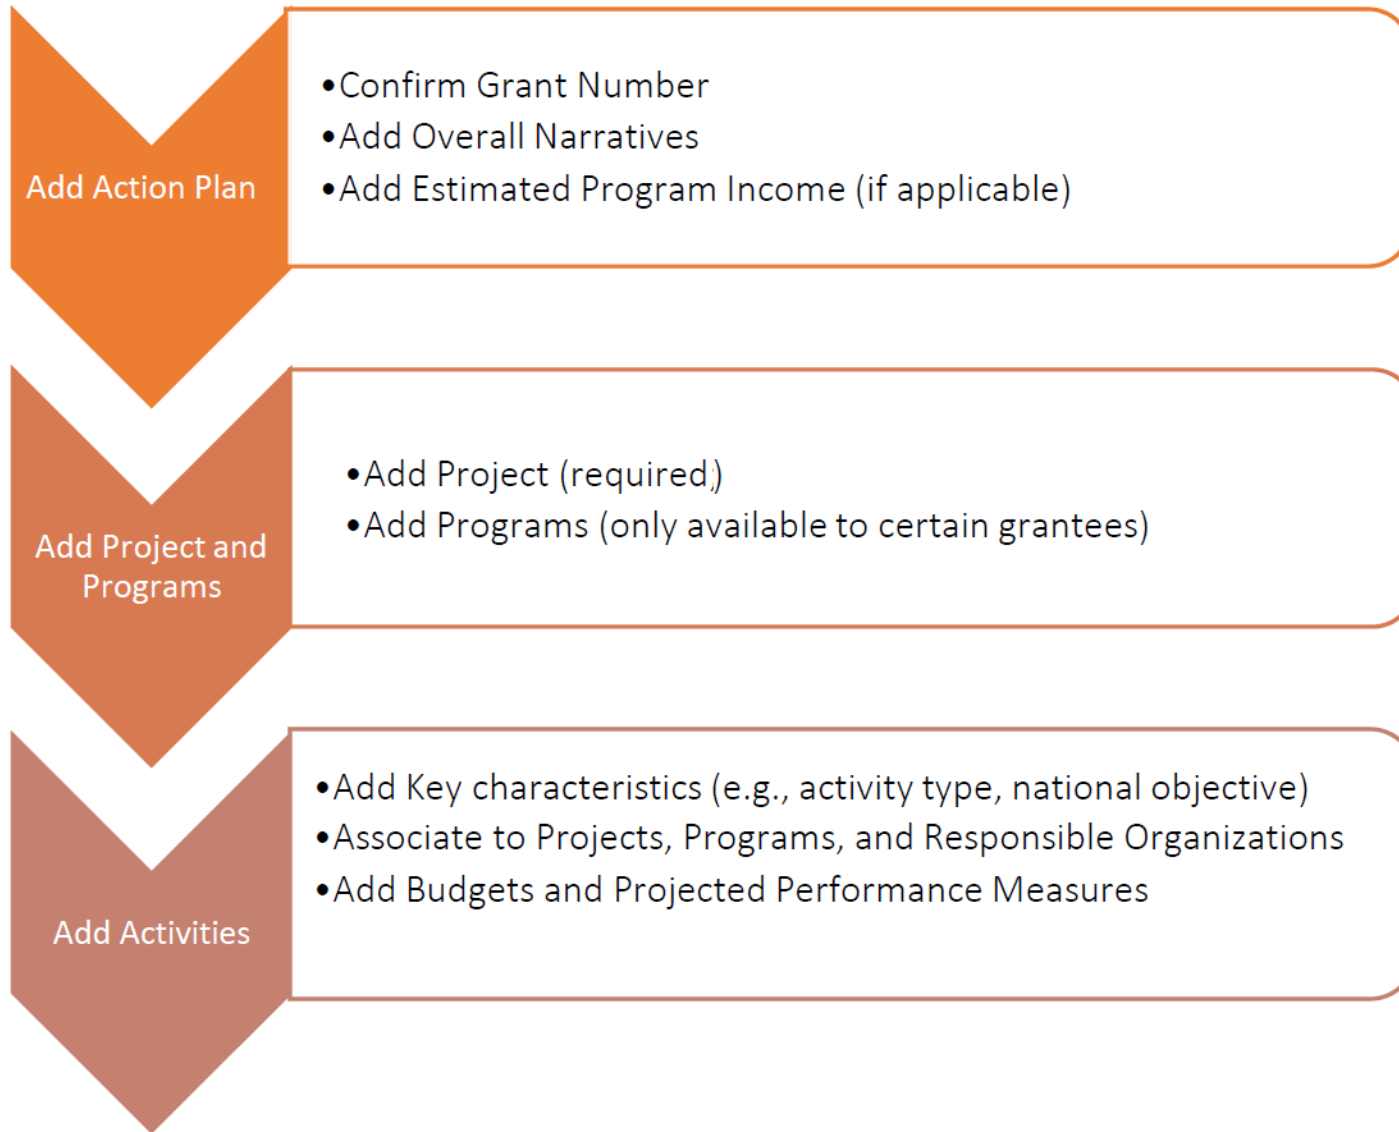 •Confirm Grant Number
•Add Overall Narratives
Add Action Plan
•Add Estimated Program Income (if applicable)
•Add Project (required;)
•Add Programs (only available to certain grantees)
Add Project and
Programs
•Add Key characteristics (e.g., activity type, national objective)
•Associate to Projects, Programs, and Responsible Organizations
•Add Budgets and Projected Performance Measures
Add Activities